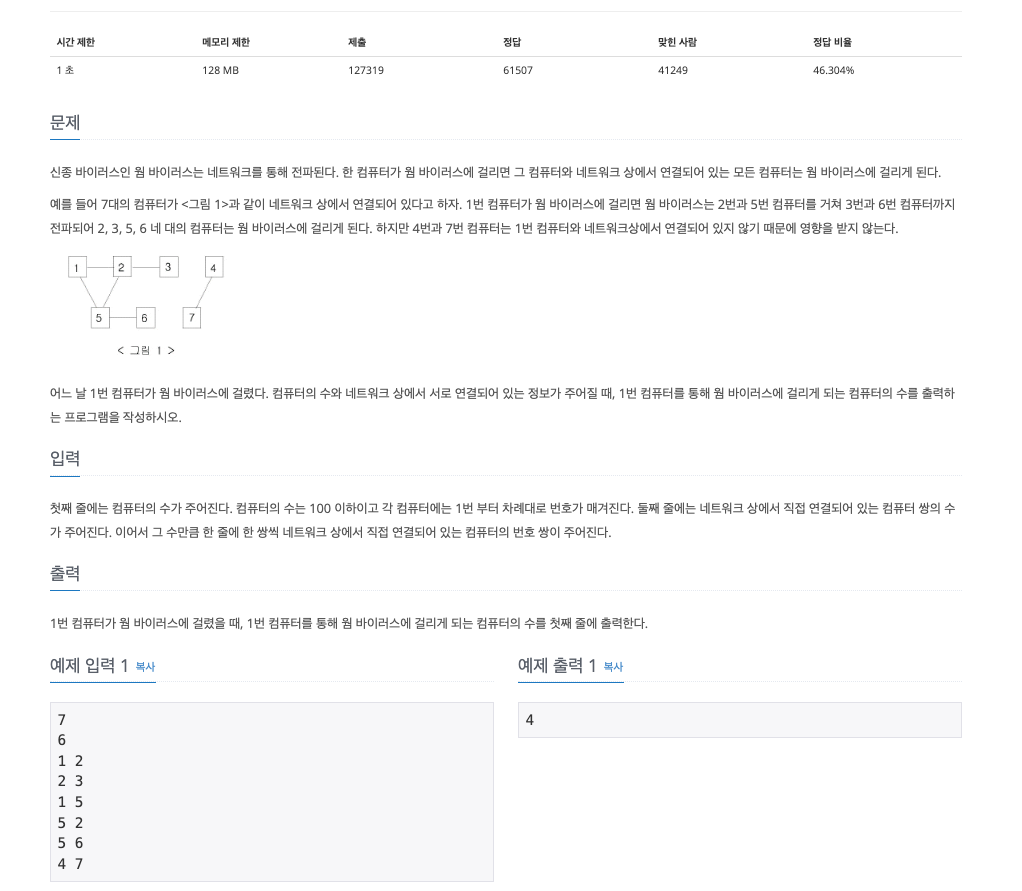 시간 제한 메모리 제한 제출 정답 맞힌 사람 정답 비율
1 초 128 MB 127319 61507 41249 46.304%
문제
신종 바이러스인 웜 바이러스는 네트워크를 통해 전파된다. 한 컴퓨터가 웜 바이러스에 걸리면 그 컴퓨터와 네트워크 상에서 연결되어 있는 모든 컴퓨터는 웜 바이러스에 걸리게 된다.
예를 들어 7대의 컴퓨터가 <그림 1>과 같이 네트워크 상에서 연결되어 있다고 하자. 1번 컴퓨터가 웜 바이러스에 걸리면 웜 바이러스는 2번과 5번 컴퓨터를 거쳐 3번과 6번 컴퓨터까지
전파되어 2, 3, 5, 6 네 대의 컴퓨터는 웜 바이러스에 걸리게 된다. 하지만 4번과 7번 컴퓨터는 1번 컴퓨터와 네트워크상에서 연결되어 있지 않기 때문에 영향을 받지 않는다.
1 2 3 4
5 6 7
< 그림 1 >
어느 날 1번 컴퓨터가 웜 바이러스에 걸렸다. 컴퓨터의 수와 네트워크 상에서 서로 연결되어 있는 정보가 주어질 때, 1번 컴퓨터를 통해 웜 바이러스에 걸리게 되는 컴퓨터의 수를 출력하
는 프로그램을 작성하시오.
입력
첫째 줄에는 컴퓨터의 수가 주어진다. 컴퓨터의 수는 100 이하이고 각 컴퓨터에는 1번 부터 차례대로 번호가 매겨진다. 둘째 줄에는 네트워크 상에서 직접 연결되어 있는 컴퓨터 쌍의 수
가 주어진다. 이어서 그 수만큼 한 줄에 한 쌍씩 네트워크 상에서 직접 연결되어 있는 컴퓨터의 번호 쌍이 주어진다.
출력
1번 컴퓨터가 웜 바이러스에 걸렸을 때, 1번 컴퓨터를 통해 웜 바이러스에 걸리게 되는 컴퓨터의 수를 첫째 줄에 출력한다.
예제 입력 1 복사
7
6
1 2
2 3
1 5
5 2
5 6
4 7
예제 출력 1 복사
4